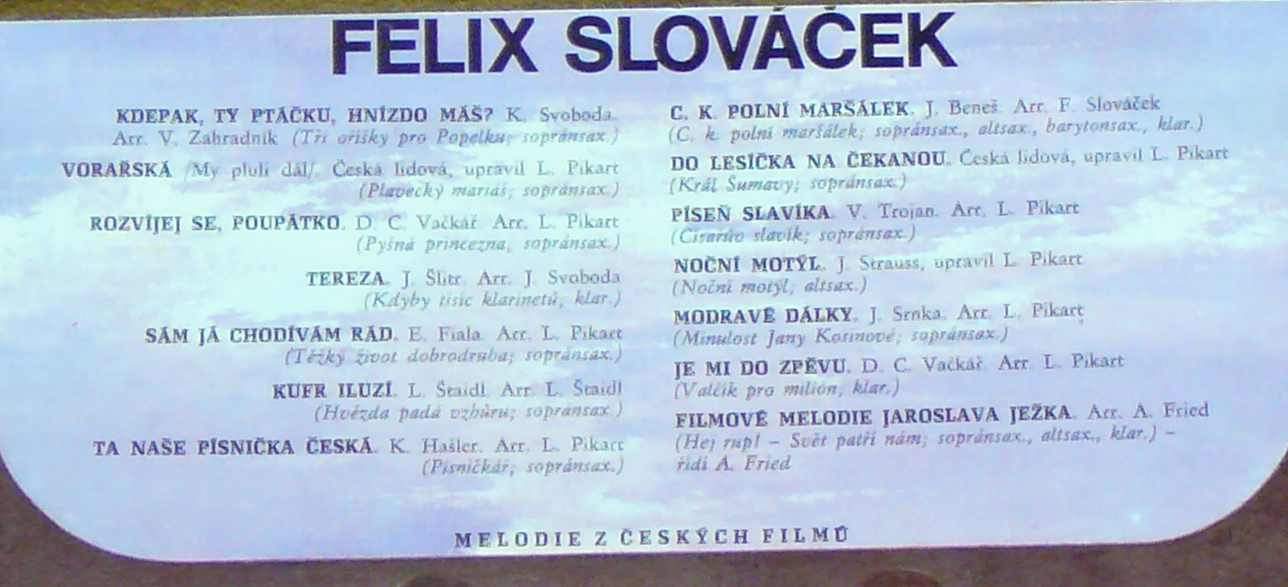 FELIX SLOVÁČEK
KDEPAK, TY PTÁČKU, HNÍZDO MÁŠ? K. Svoboda.
Arr. V. Zahradník (Tři oříšky pro Popelku; sopránsax.)
VORAŘSKÁ /My pluli dál/. Česká lidová, upravil L. Pikart
(Plavecký mariáš; sopránsax.)
ROZVÍJEJ SE, POUPÁTKO. D. C. Vačkář. Arr. L. Pikart
(Pyšná princezna, sopránsax.)
TEREZA. J. Šlitr. Arr. J. Svoboda
(Kdyby tisíc klarinetů, klar.)
SÁM JÁ CHODÍVÁM RÁD. E. Fiala. Arr. L. Pikart
(Těžký život dobrodruha; sopránsax.)
KUFR ILUZÍ. L. Štaidl. Arr. L. Štaidl
(Hvězda padá vzhůru; sopránsax.)
TA NAŠE PÍSNIČKA ČESKÁ. K. Hašler. Arr. L. Pikart
(Písničkář; sopránsax.)
C. K. POLNÍ MARŠÁLEK. J. Beneš. Arr. F. Slováček
(C. k. polní maršálek; sopránsax., altsax., barytonsax., klar.)
DO LESÍČKA NA ČEKANOU. Česká lidová, upravil L. Pikart
(Král Šumavy; sopránsax.)
PÍSEŇ SLAVÍKA. V. Trojan. Arr. L. Pikart
(Císařův slavík; sopránsax.)
NOČNÍ MOTÝL. J. Strauss, upravil L. Pikart
(Noční motýl; altsax.)
MODRAVÉ DÁLKY. J. Srnka. Arr. L. Pikart
(Minulost Jany Kosinové; sopránsax.)
JE MI DO ZPĚVU. D. C. Vačkář. Arr. L. Pikart
(Valčík pro milión, klar.)
FILMOVÉ MELODIE JAROSLAVA JEŽKA. Arr. A. Fried
(Hej rup! – Svět patří nám; sopránsax., altsax., klar.) –
řídí A. Fried
MELODIE Z ČESKÝCH FILMŮ